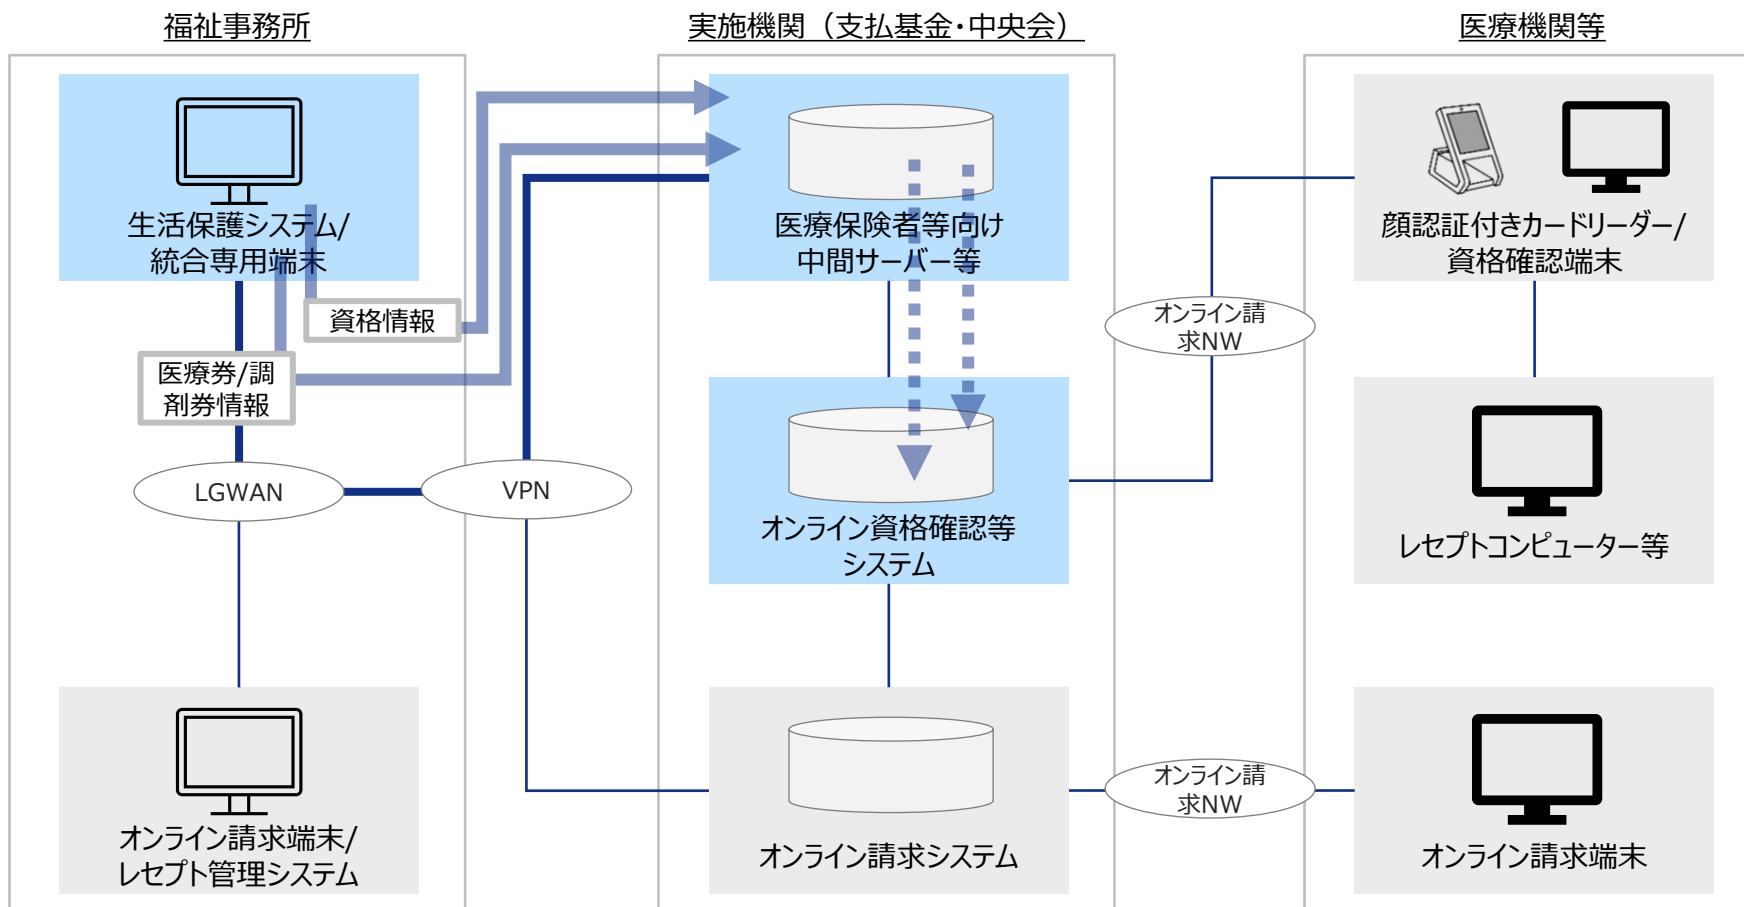 福祉事務所
実施機関（支払基金・中央会）
医療機関等
生活保護システム/
統合専用端末
資格情報
医療券/調
剤券情報
LGWAN
VPN
オンライン請求端末/
レセプト管理システム
医療保険者等向け
中間サーバー等
オンライン資格確認等
システム
オンライン請求システム
オンライン請
求NW
オンライン請
求NW
顔認証付きカードリーダー/
資格確認端末
レセプトコンピューター等
オンライン請求端末